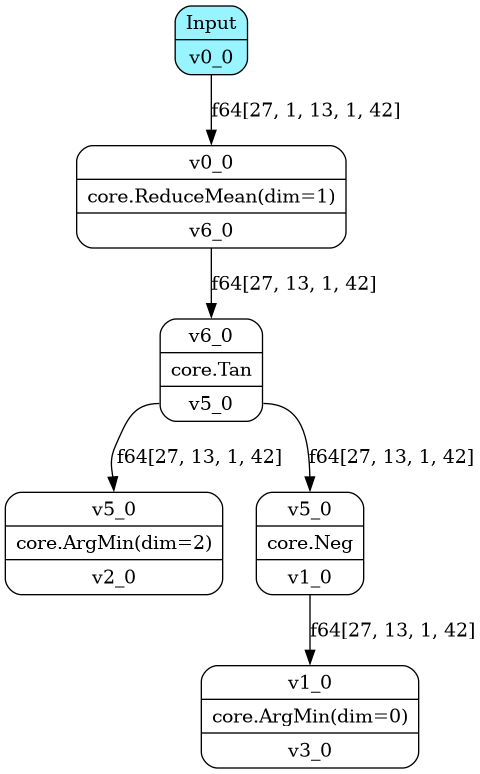 Input
v0_0
f64[27, 1, 13, 1, 42]
v0_0
core.ReduceMean(dim=1)
v6_0
f64[27, 13, 1, 42]
v6_0
core.Tan
v5_0
f64[27, 13, 1, 42]
f64[27, 13, 1, 42]
v5_0
core.ArgMin(dim=2)
v2_0
v5_0
core.Neg
v1_0
f64[27, 13, 1, 42]
v1_0
core.ArgMin(dim=0)
v3_0